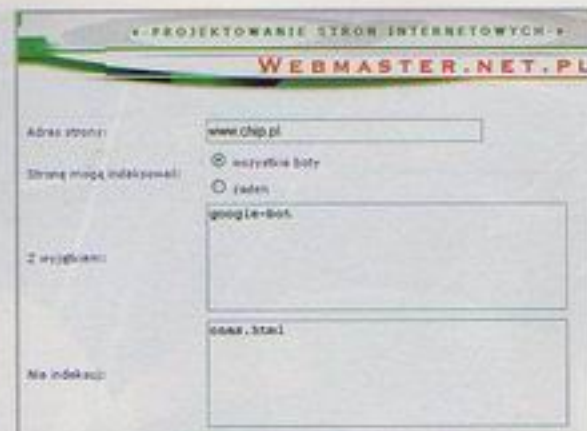 • PROJEKTOWANIE STRON INTERNETOWYCH •
WEBMASTER.NET.PL
Adres strony:
www.chip.pl
Stronę mogą indeksować:
wszystkie boty
żaden
Z wyjątkiem:
google-bot
Nie indeksuj: